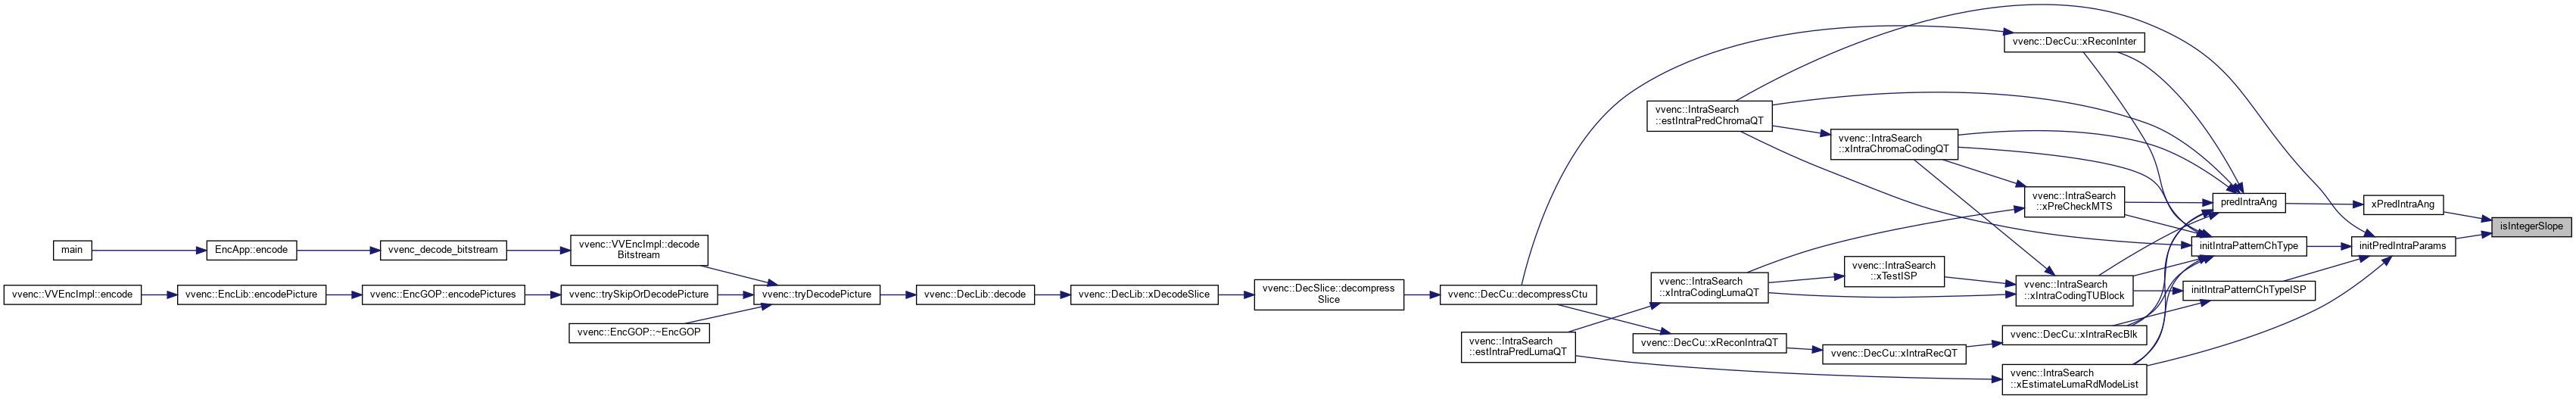 main
vvenc::VVEncImpl::encode
EncApp::encode
vvenc::EncLib::encodePicture
vvenc_decode_bitstream
vvenc::EncGOP::encodePictures
vvenc::VVEncImpl::decode
Bitstream
vvenc::trySkipOrDecodePicture
vvenc::EncGOP::~EncGOP
vvenc::tryDecodePicture
vvenc::DecLib::decode
vvenc::DecLib::xDecodeSlice
vvenc::DecSlice::decompress
Slice
vvenc::DecCu::decompressCtu
vvenc::IntraSearch
::estIntraPredChromaQT
vvenc::IntraSearch
::xIntraCodingLumaQT
vvenc::IntraSearch
::estIntraPredLumaQT
vvenc::DecCu::xReconIntraQT
vvenc::IntraSearch
::xIntraChromaCodingQT
vvenc::IntraSearch
::xTestISP
vvenc::DecCu::xIntraRecQT
vvenc::DecCu::xReconInter
vvenc::IntraSearch
::xPreCheckMTS
vvenc::IntraSearch
::xIntraCodingTUBlock
vvenc::DecCu::xIntraRecBlk
vvenc::IntraSearch
::xEstimateLumaRdModeList
predIntraAng
initIntraPatternChType
initIntraPatternChTypeISP
xPredIntraAng
initPredIntraParams
isIntegerSlope